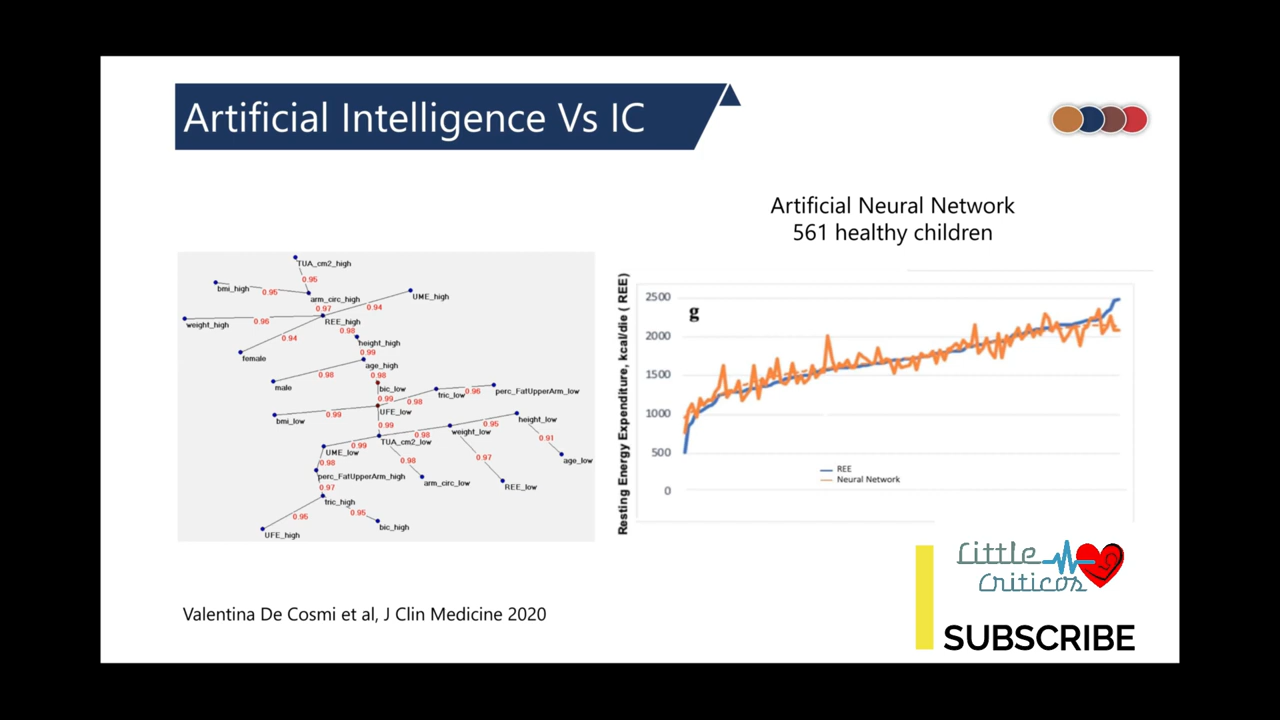 Artificial Intelligence Vs IC
Artificial Neural Network
561 healthy children
TUA_cm2_high
0.95
bmi_high
0.95
arm_circ_high
UME_high
0.97
0.94
weight_high
0.96
REE_high
0.98
0.94
height_high
female
0.99
age_high
male
0.98
0.98
bic_low
0.99
0.98
tric_low
0.96
perc_FatUpperArm_low
bmi_low
0.99
UFE_low
0.99
0.95
height_low
0.98
weight_low
0.99
TUA_cm2_low
0.91
UME_low
0.98
0.98
0.97
age_low
perc_FatUpperArm_high
arm_circ_low
REE_low
0.97
tric_high
0.95
0.95
bic_high
UFE_high
Resting Energy Expenditure, kcal/die ( REE)
g
2500
2000
1500
1000
500
0
REE
Neural Network
Valentina De Cosmi et al, J Clin Medicine 2020
Little
Criticos
SUBSCRIBE